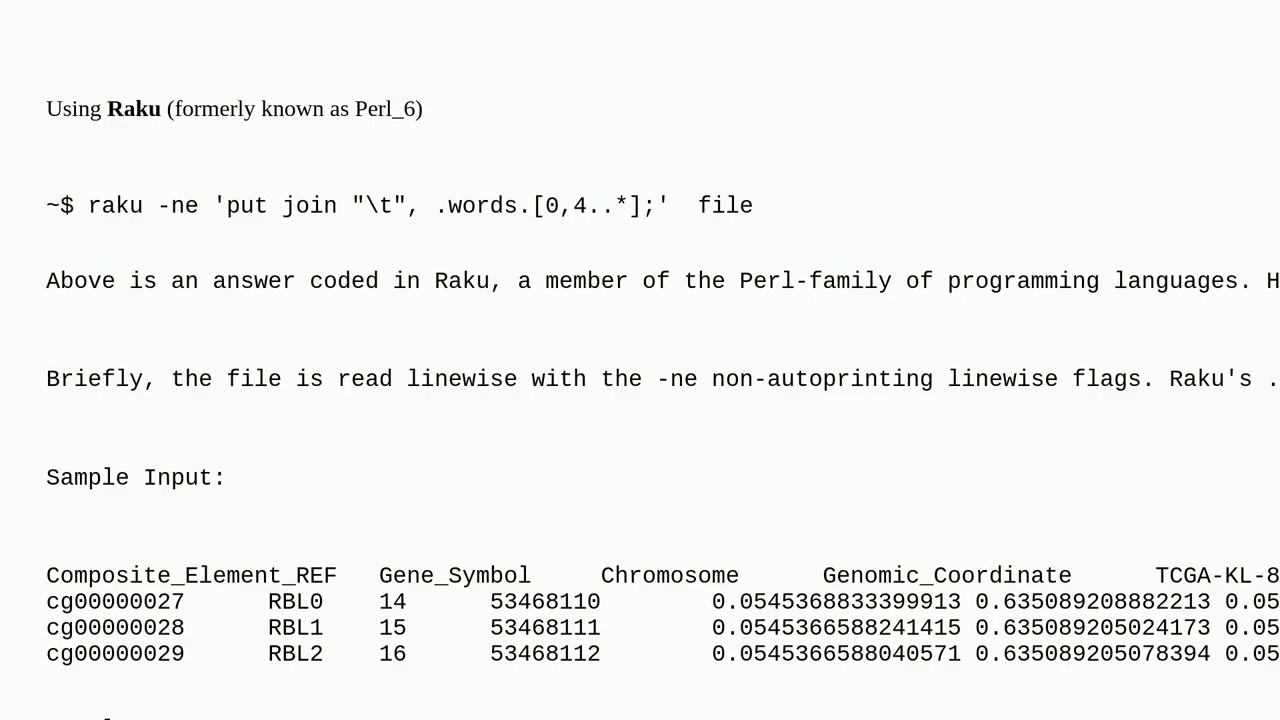 Using Raku (formerly known as Perl_6)
~$ raku -ne 'put join "\t", .words.[0,4..*];'  file
Above is an answer coded in Raku, a member of the Perl-family of programming languages. H
Briefly, the file is read linewise with the -ne non-autoprinting linewise flags. Raku's .
Sample Input:
Composite_Element_REF   Gene_Symbol     Chromosome      Genomic_Coordinate      TCGA-KL-8
cg00000027      RBL0    14      53468110        0.0545368833399913 0.635089208882213 0.05
cg00000028      RBL1    15      53468111        0.0545366588241415 0.635089205024173 0.05
cg00000029      RBL2    16      53468112        0.0545366588040571 0.635089205078394 0.05